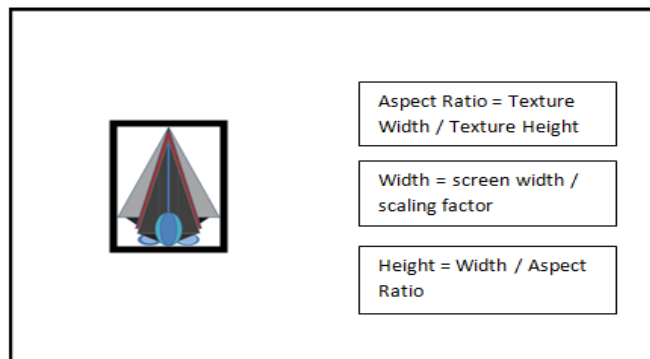 Aspect Ratio = Texture
Width / Texture Height
Width = screen width /
scaling factor
Height = Width / Aspect
Ratio